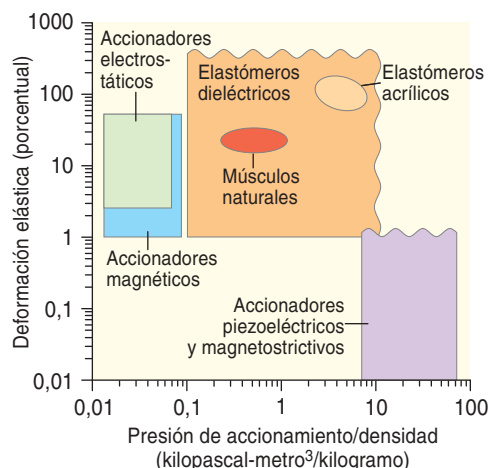 1000
100
10
1
0,1
0,01
Deformación elástica (porcentual)
Accionadores
electros-
táticos
Elastómeros
dieléctricos
Elastómeros
acrílicos
Músculos
naturales
Accionadores
magnéticos
Accionadores
piezoeléctricos
y magnetostrictivos
0,01
0,1
1
10
100
Presión de accionamiento/densidad
(kilopascal-metro³/kilogramo)